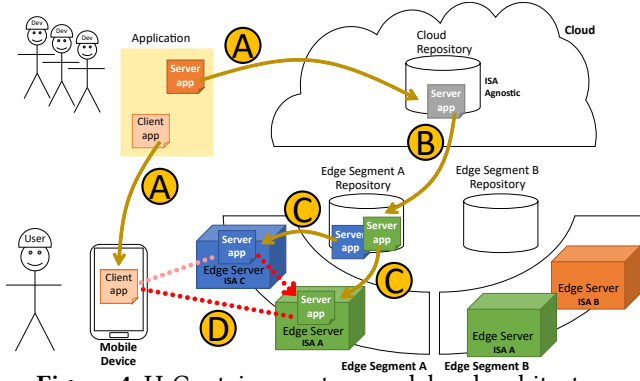 Dev
Dev
Dev
Application
Server
app
Client
app
A
A
Cloud
Cloud
Repository
Server
app
ISA
Agnostic
B
Edge Segment A
Repository
Edge Segment B
Repository
User
Client
app
Mobile
Device
C
Server
app
Edge Server
ISA C
Server
app
Server
app
C
D
Server
app
Edge Server
ISA A
Edge Server
ISA B
Edge Server
ISA A
Edge Segment A
Edge Segment B